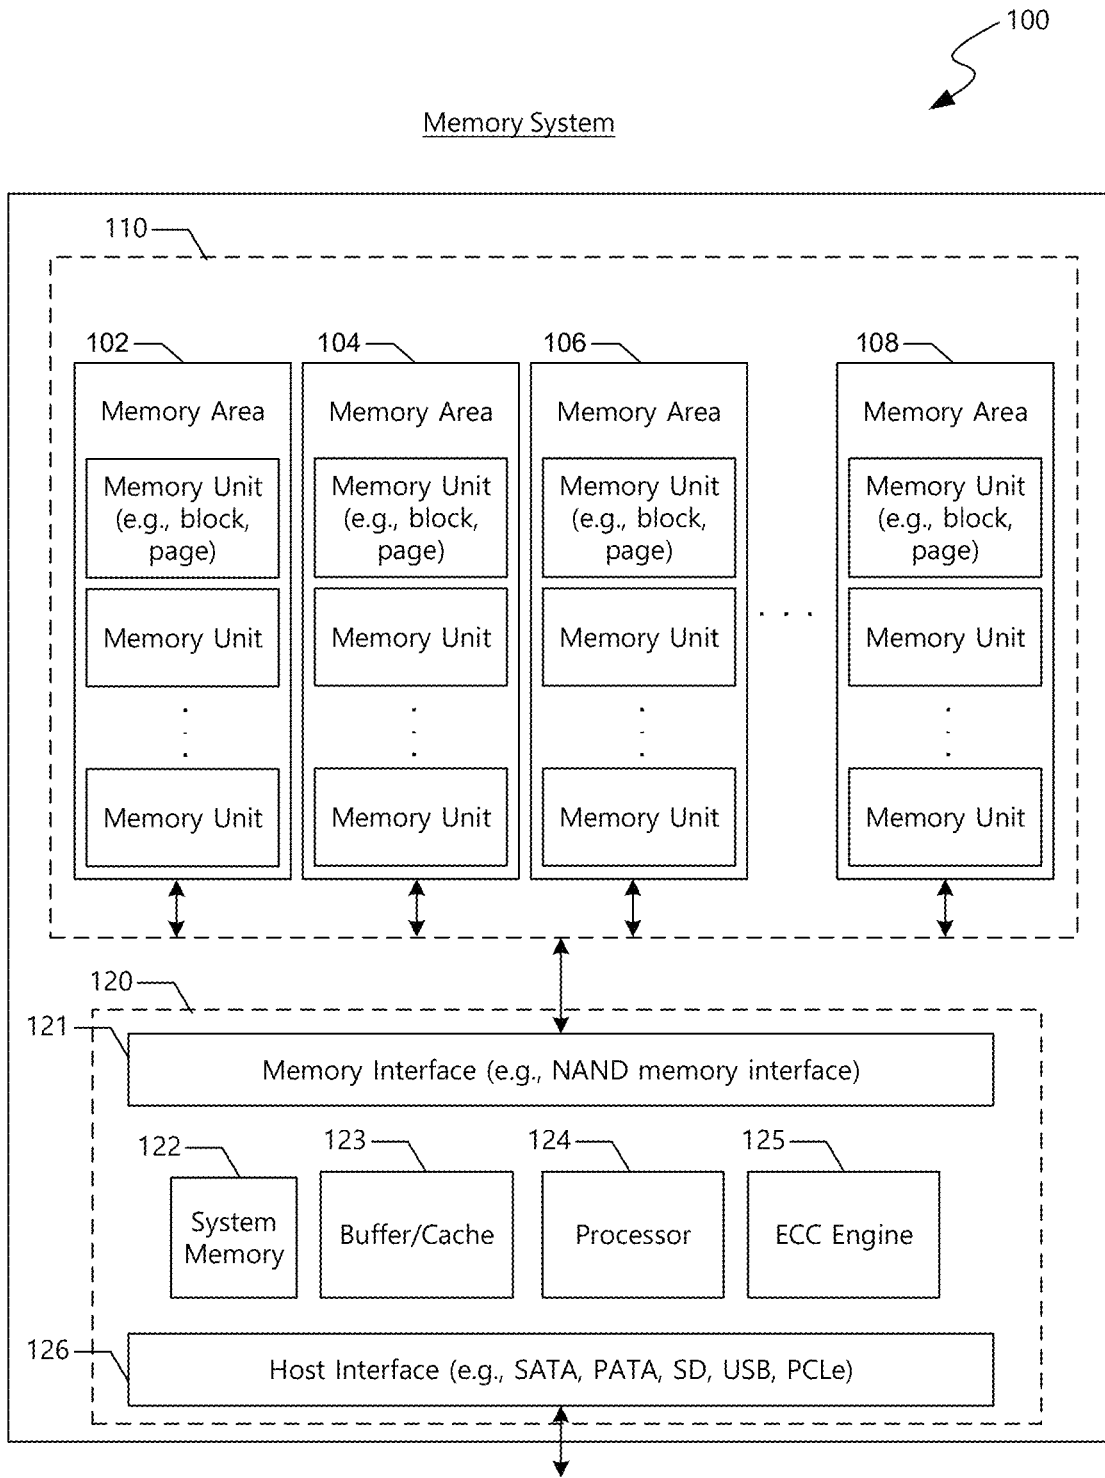 100
Memory System
110
102
104
106
108
Memory Area
Memory Area
Memory Area
Memory Area
Memory Unit
(e.g., block,
page)
Memory Unit
(e.g., block,
page)
Memory Unit
(e.g., block,
page)
Memory Unit
(e.g., block,
page)
Memory Unit
Memory Unit
Memory Unit
. . .
Memory Unit
Memory Unit
Memory Unit
Memory Unit
Memory Unit
120
121
Memory Interface (e.g., NAND memory interface)
122
123
124
125
System
Memory
Buffer/Cache
Processor
ECC Engine
126
Host Interface (e.g., SATA, PATA, SD, USB, PCLe)